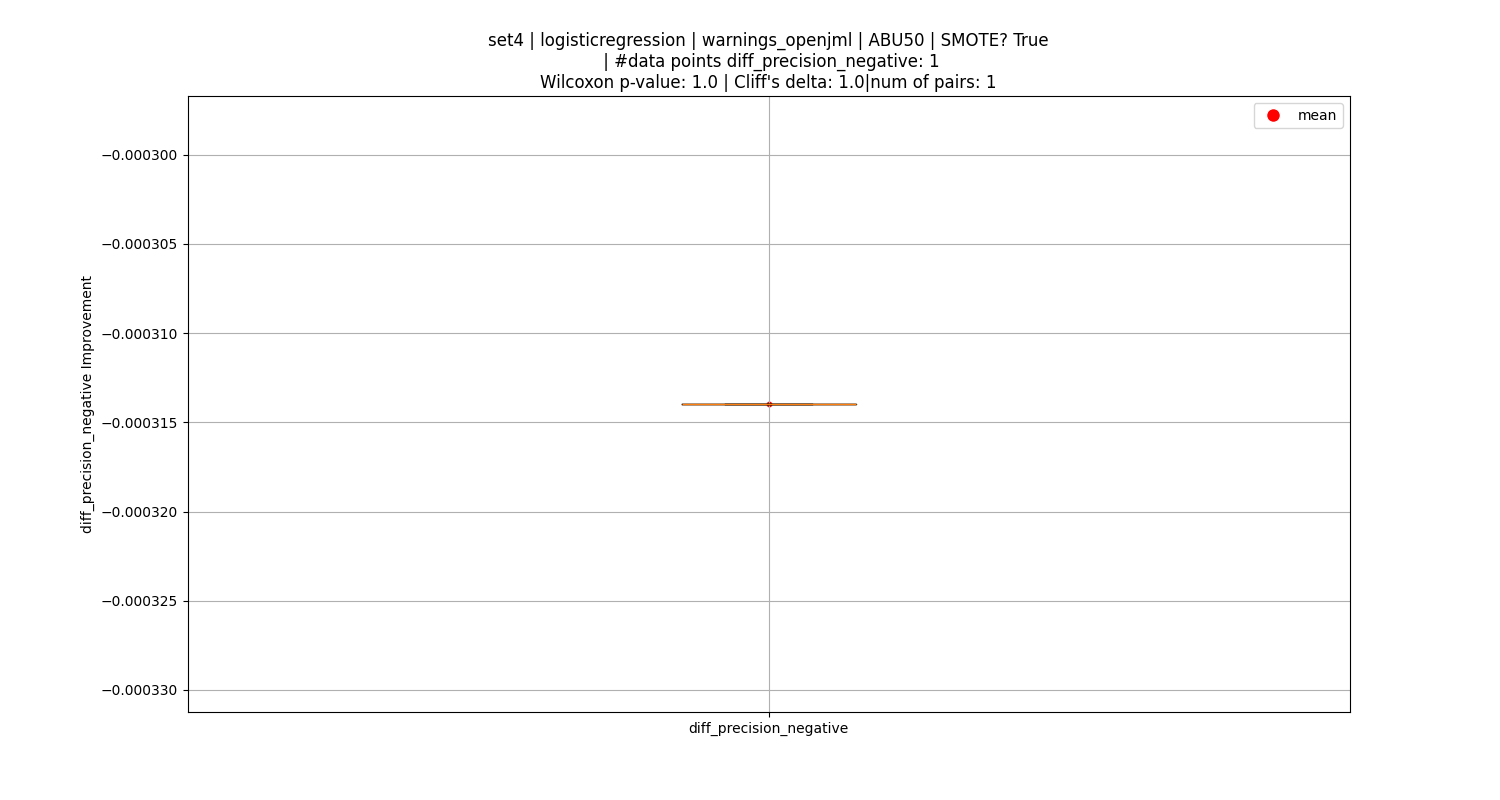 set4 | logisticregression | warnings_openjml | ABU50 | SMOTE? True
| #data points diff_precision_negative: 1
Wilcoxon p-value: 1.0 | Cliff's delta: 1.0|num of pairs: 1
mean
−0.000300
−0.000305
−0.000310
−0.000315
−0.000320
−0.000325
−0.000330
diff_precision_negative Improvement
diff_precision_negative